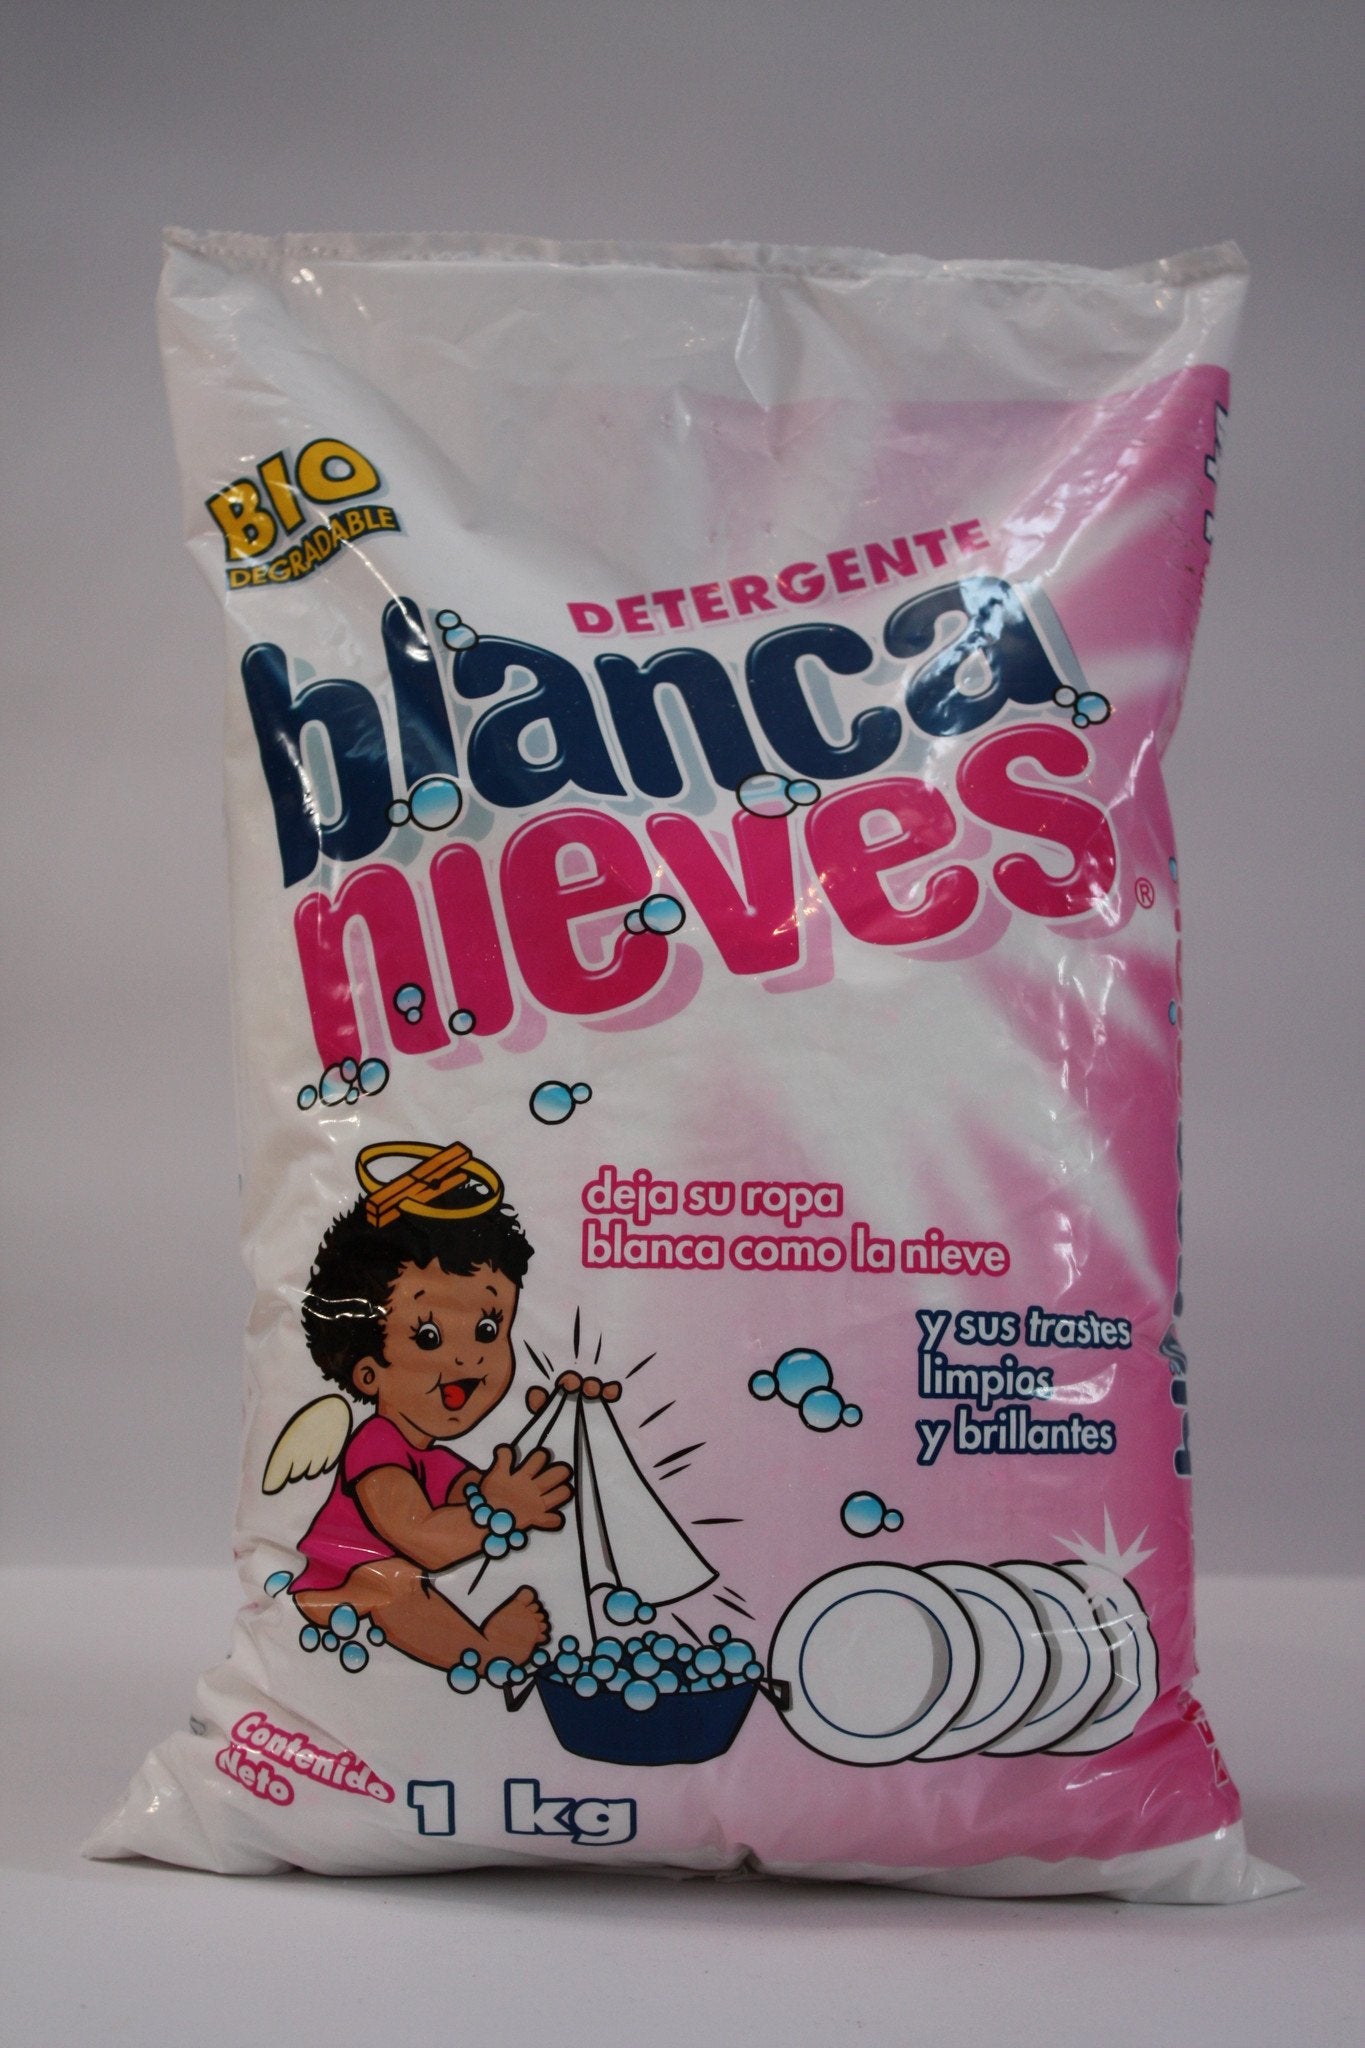 BIO
DEGRADABLE
DETERGENTE
blanca
nieves ®
deja su ropa
blanca como la nieve
y sus trastes
limpios
y brillantes
Contenido
Neto
1 kg